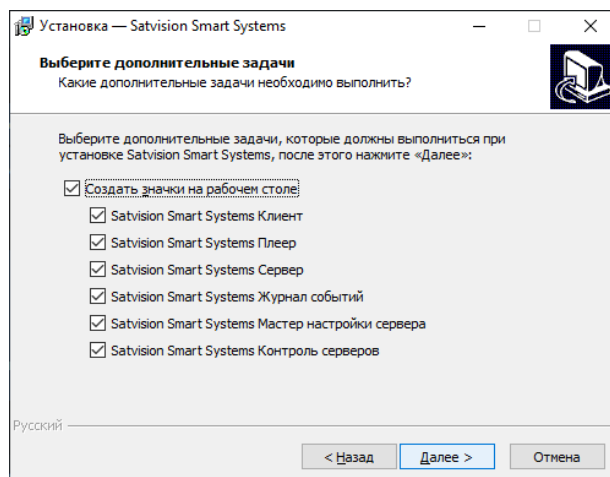 Установка — Satvision Smart Systems
Выберите дополнительные задачи
Какие дополнительные задачи необходимо выполнить?
Выберите дополнительные задачи, которые должны выполниться при
установке Satvision Smart Systems, после этого нажмите «Далее»:
Создать значки на рабочем столе
Satvision Smart Systems Клиент
Satvision Smart Systems Плеер
Satvision Smart Systems Сервер
Satvision Smart Systems Журнал событий
Satvision Smart Systems Мастер настройки сервера
Satvision Smart Systems Контроль серверов
Русский
< Назад Далее > Отмена